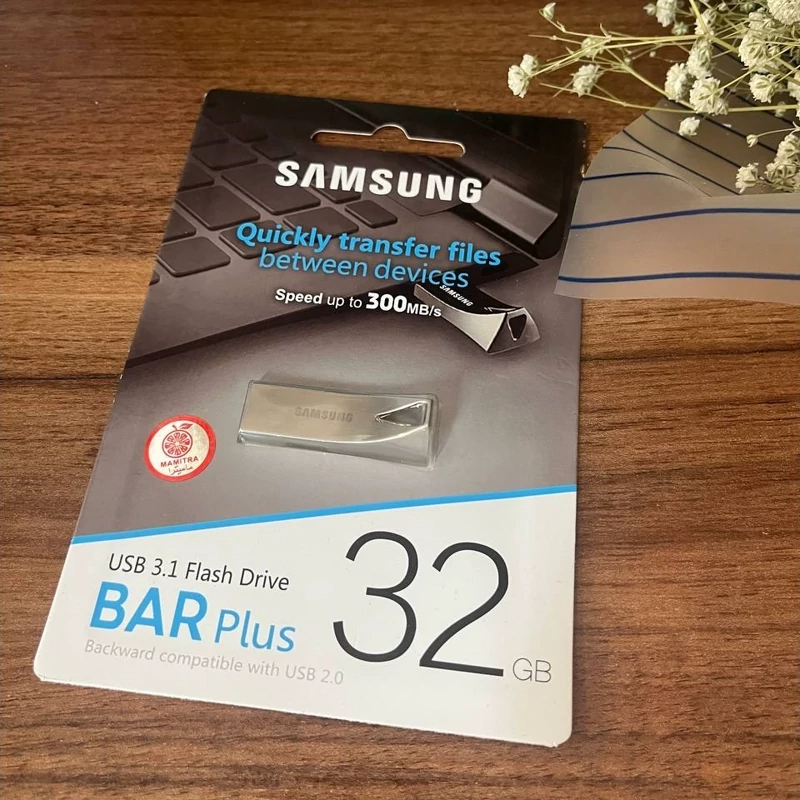 SAMSUNG
Quickly transfer files
between devices
Speed up to 300MB/s
SAMSUNG
SAMSUNG
MAMITRA
مامیترا
USB 3.1 Flash Drive
BAR Plus
32 GB
Backward compatible with USB 2.0